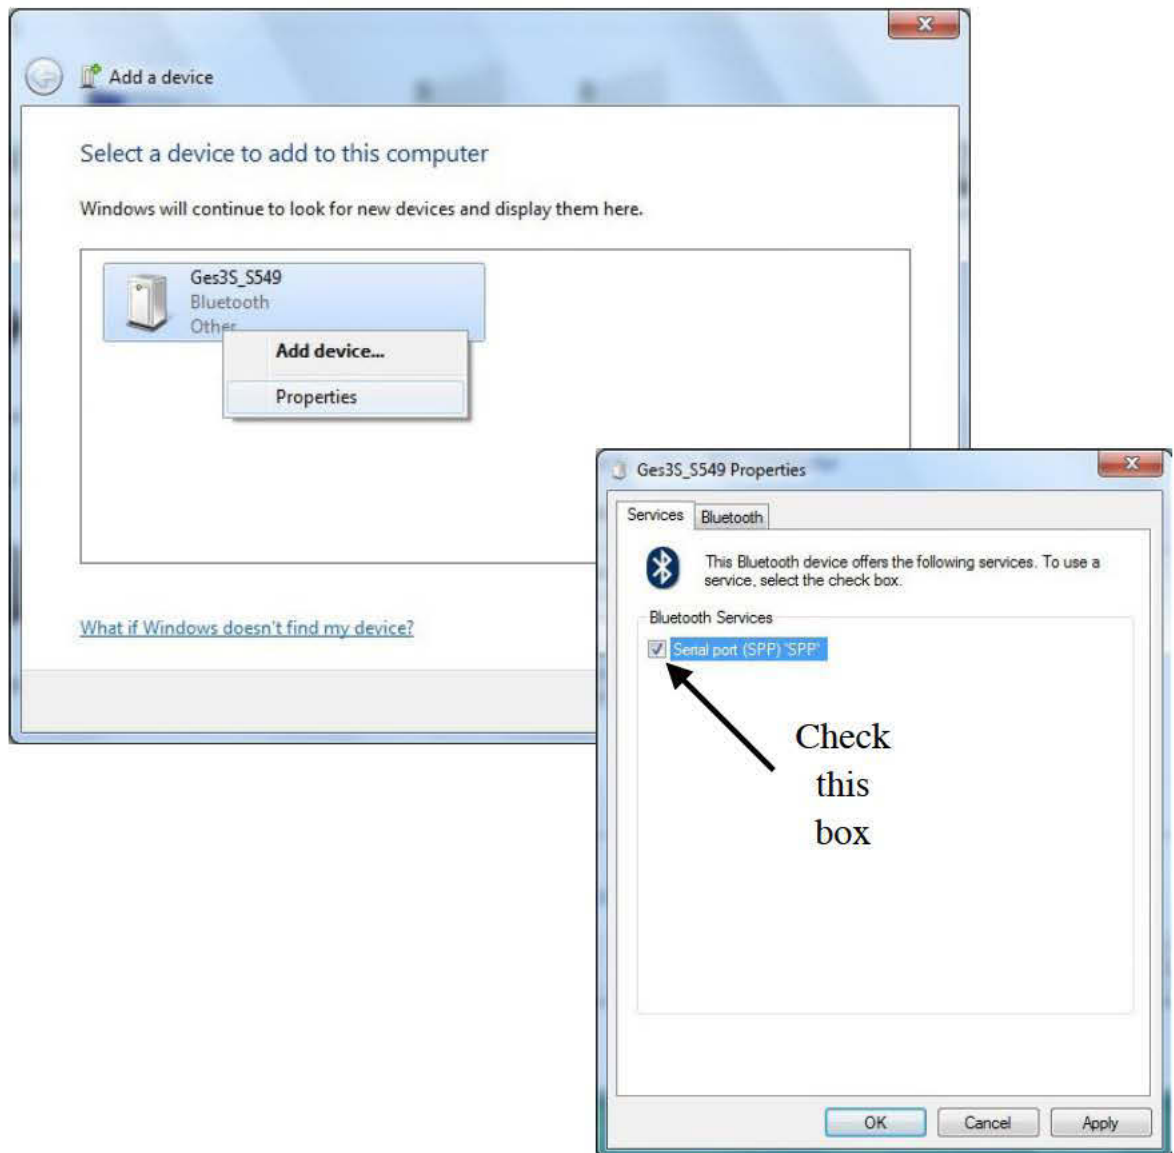 Add a device
Select a device to add to this computer
Windows will continue to look for new devices and display them here.
Ges3S_S549
Bluetooth
Other
Add device...
Properties
What if Windows doesn't find my device?
Ges3S_S549 Properties
Services Bluetooth
This Bluetooth device offers the following services. To use a
service, select the check box.
Bluetooth Services
Serial port (SPP) 'SPP'
Check
this
box
OK Cancel Apply